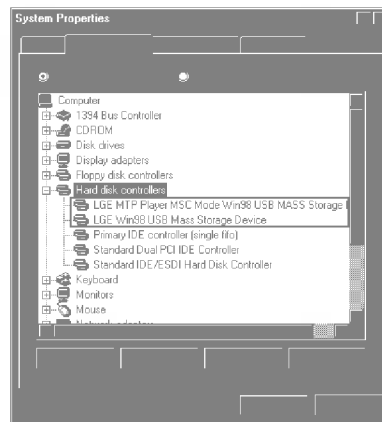 System Properties
Computer
1394 Bus Controller
CDROM
Disk drives
Display adapters
Floppy disk controllers
Hard disk controllers
LGE MTP Player MSC Mode Win98 USB MASS Storage
LGE Win98 USB Mass Storage Device
Primary IDE controller (single fifo)
Standard Dual PCI IDE Controller
Standard IDE/ESDI Hard Disk Controller
Keyboard
Monitors
Mouse
Network adapters